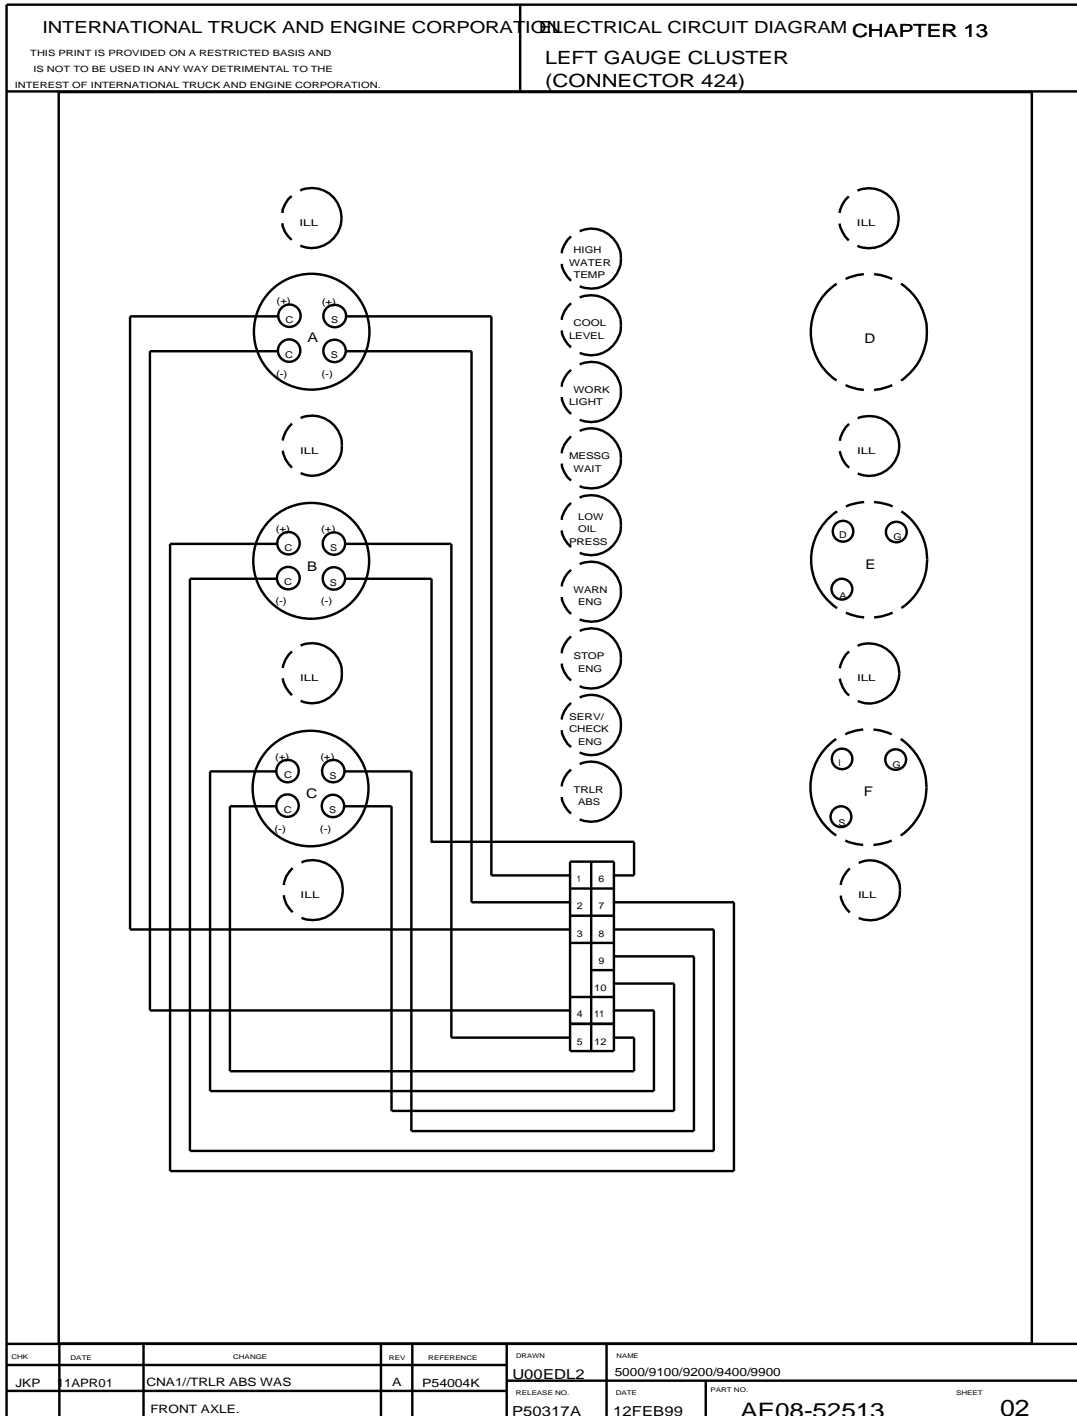 INTERNATIONAL TRUCK AND ENGINE CORPORATION
THIS PRINT IS PROVIDED ON A RESTRICTED BASIS AND
IS NOT TO BE USED IN ANY WAY DETRIMENTAL TO THE
INTEREST OF INTERNATIONAL TRUCK AND ENGINE CORPORATION.
ELECTRICAL CIRCUIT DIAGRAM CHAPTER 13
LEFT GAUGE CLUSTER
(CONNECTOR 424)
ILL
(+) (+)
C S
A
C S
(-) (-)
ILL
(+) (+)
C S
B
C S
(-) (-)
ILL
(+) (+)
C S
C
C S
(-) (-)
ILL
HIGH
WATER
TEMP
COOL
LEVEL
WORK
LIGHT
MESSG
WAIT
LOW
OIL
PRESS
WARN
ENG
STOP
ENG
SERV/
CHECK
ENG
TRLR
ABS
1 6
2 7
3 8
9
10
4 11
5 12
ILL
D
ILL
D G
E
A
ILL
I G
F
S
ILL
CHK DATE CHANGE REV REFERENCE
JKP 11APR01 CNA1//TRLR ABS WAS A P54004K
FRONT AXLE.
DRAWN
U00EDL2
NAME
5000/9100/9200/9400/9900
RELEASE NO.
P50317A
DATE
12FEB99
PART NO.
AE08-52513
SHEET
02